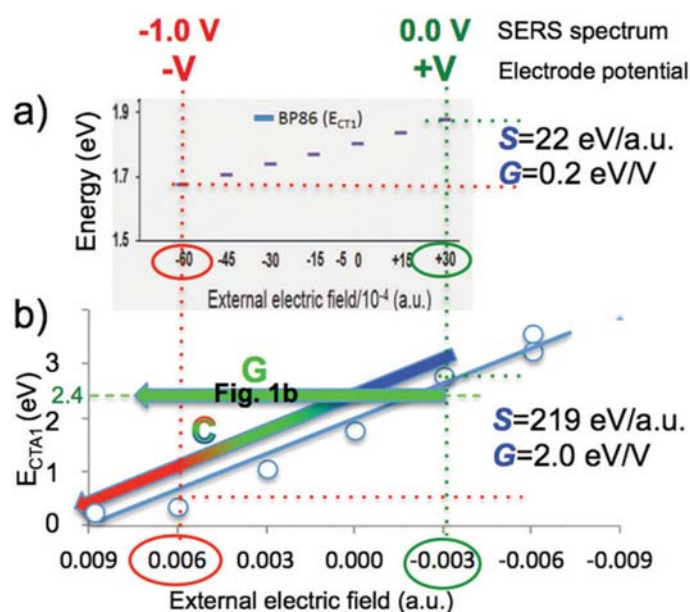 -1.0 V 0.0 V SERS spectrum
-V +V Electrode potential
a)
1.9
BP86 (E_CT1)
1.7
1.5
Energy (eV)
S=22 eV/a.u.
G=0.2 eV/V
-60 -45 -30 -15 -5 0 +15 +30
External electric field/10⁻⁴ (a.u.)
b)
3
2.4
2
1
0
E_CTA1 (eV)
G
Fig. 1b
C
S=219 eV/a.u.
G=2.0 eV/V
0.009 0.006 0.003 0.000 -0.003 -0.006 -0.009
External electric field (a.u.)